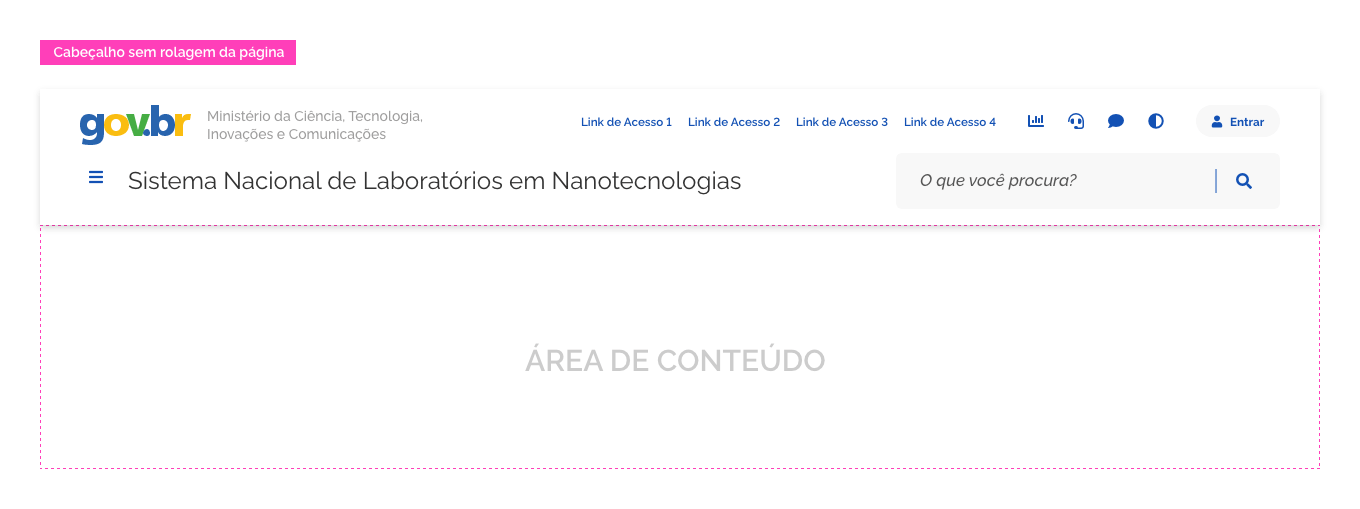 Cabeçalho sem rolagem da página
gov.br
Ministério da Ciência, Tecnologia,
Inovações e Comunicações
Link de Acesso 1 Link de Acesso 2 Link de Acesso 3 Link de Acesso 4 Entrar
Sistema Nacional de Laboratórios em Nanotecnologias
O que você procura?
ÁREA DE CONTEÚDO